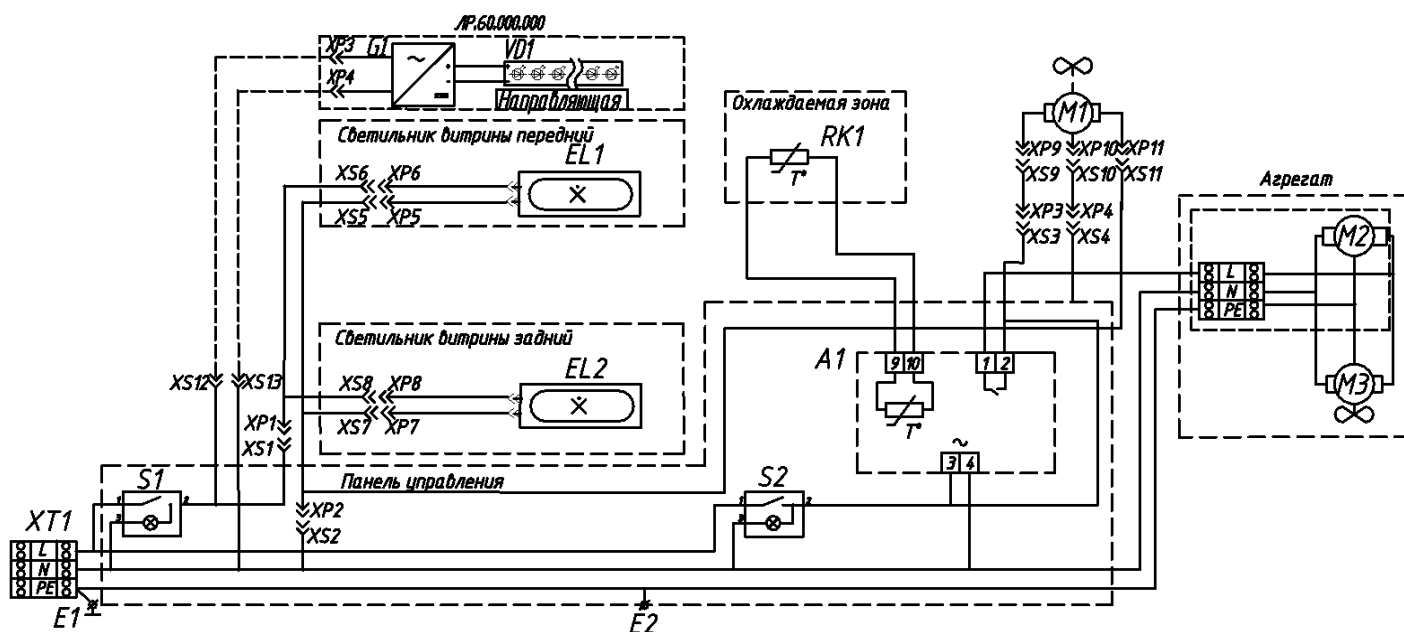 ЛР.60.000.000
XP3
G1
VD1
XP4
Направляющая
Охлаждаемая зона
RK1
T°
M1
Светильник витрины передний
EL1
XS6
XP6
XS5
XP5
XP9
XP10
XP11
XS9
XS10
XS11
XP3
XP4
XS3
XS4
Агрегат
M2
L
N
PE
M3
Светильник витрины задний
EL2
XS12
XS13
XS8
XP8
XS7
XP7
XP1
XS1
A1
9
10
1
2
T°
~
3
4
Панель управления
S1
1
2
3
XP2
XS2
S2
1
2
3
XT1
L
N
PE
E1
E2